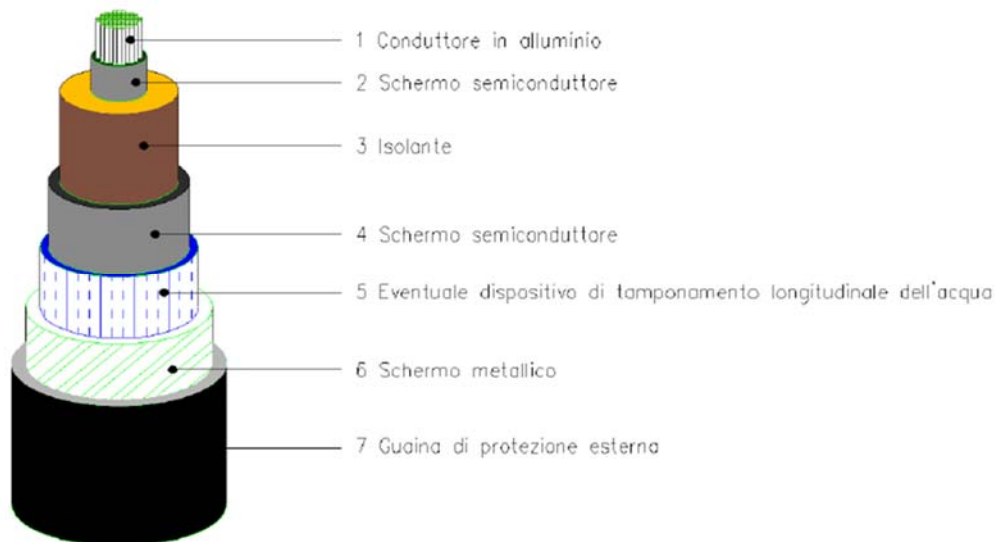 1 Conduttore in alluminio
2 Schermo semiconduttore
3 Isolante
4 Schermo semiconduttore
5 Eventuale dispositivo di tamponamento longitudinale dell'acqua
6 Schermo metallico
7 Guaina di protezione esterna